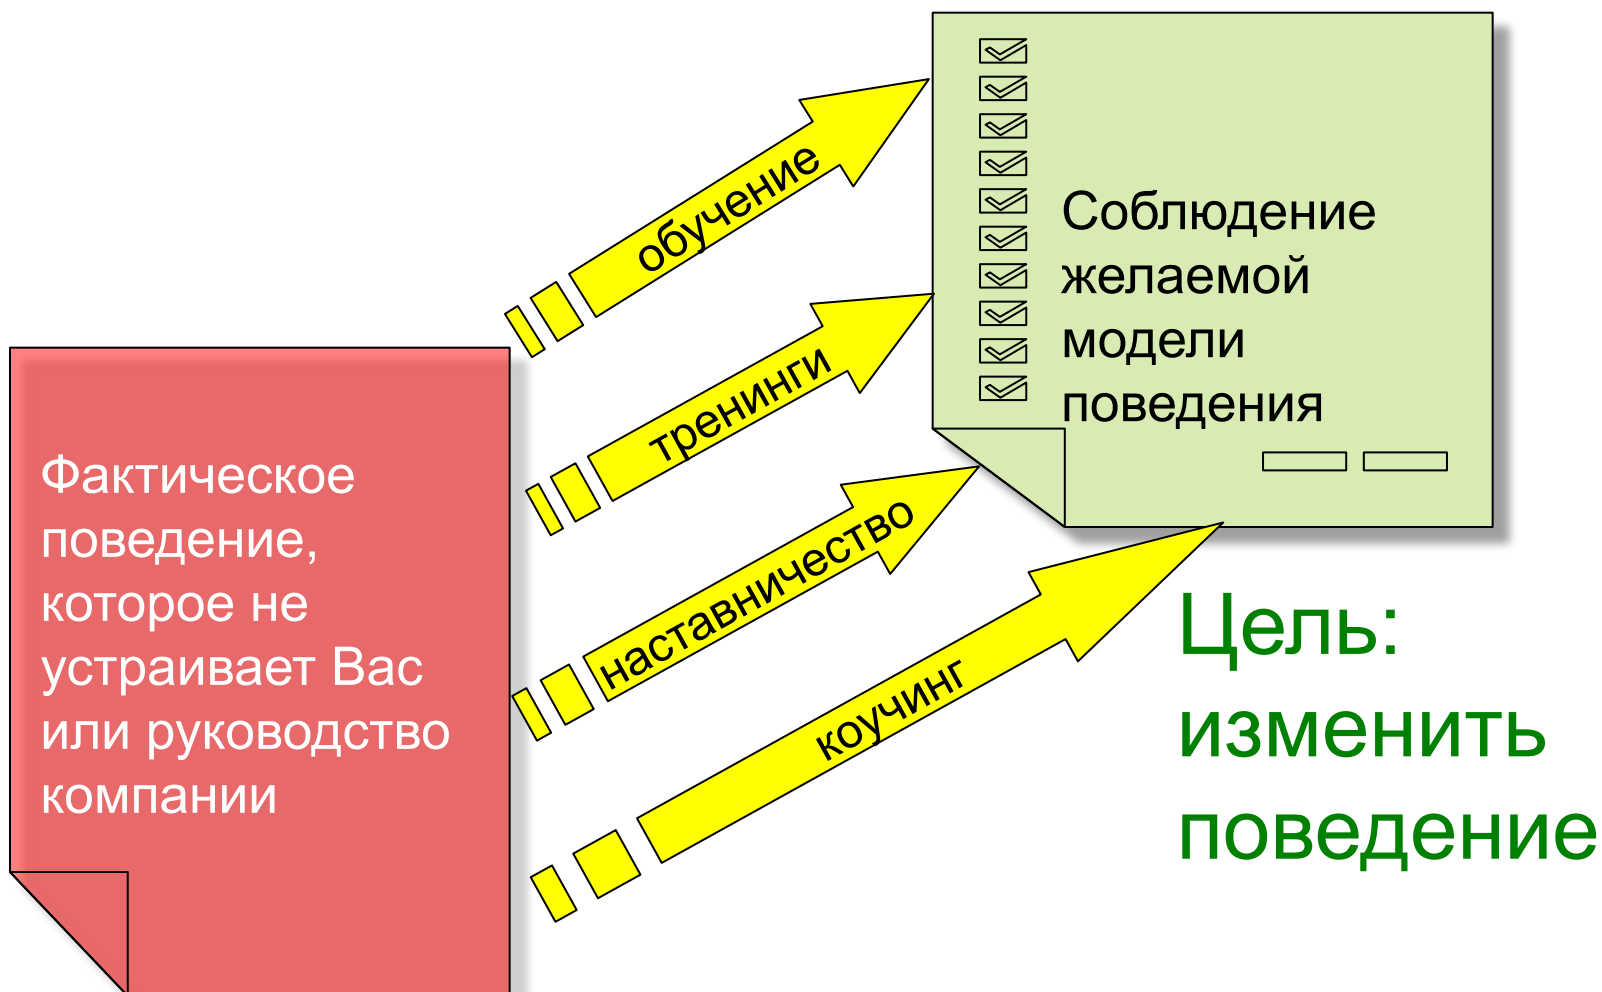 обучение
тренинги
наставничество
коучинг
Фактическое
поведение,
которое не
устраивает Вас
или руководство
компании
Соблюдение
желаемой
модели
поведения
Цель:
изменить
поведение